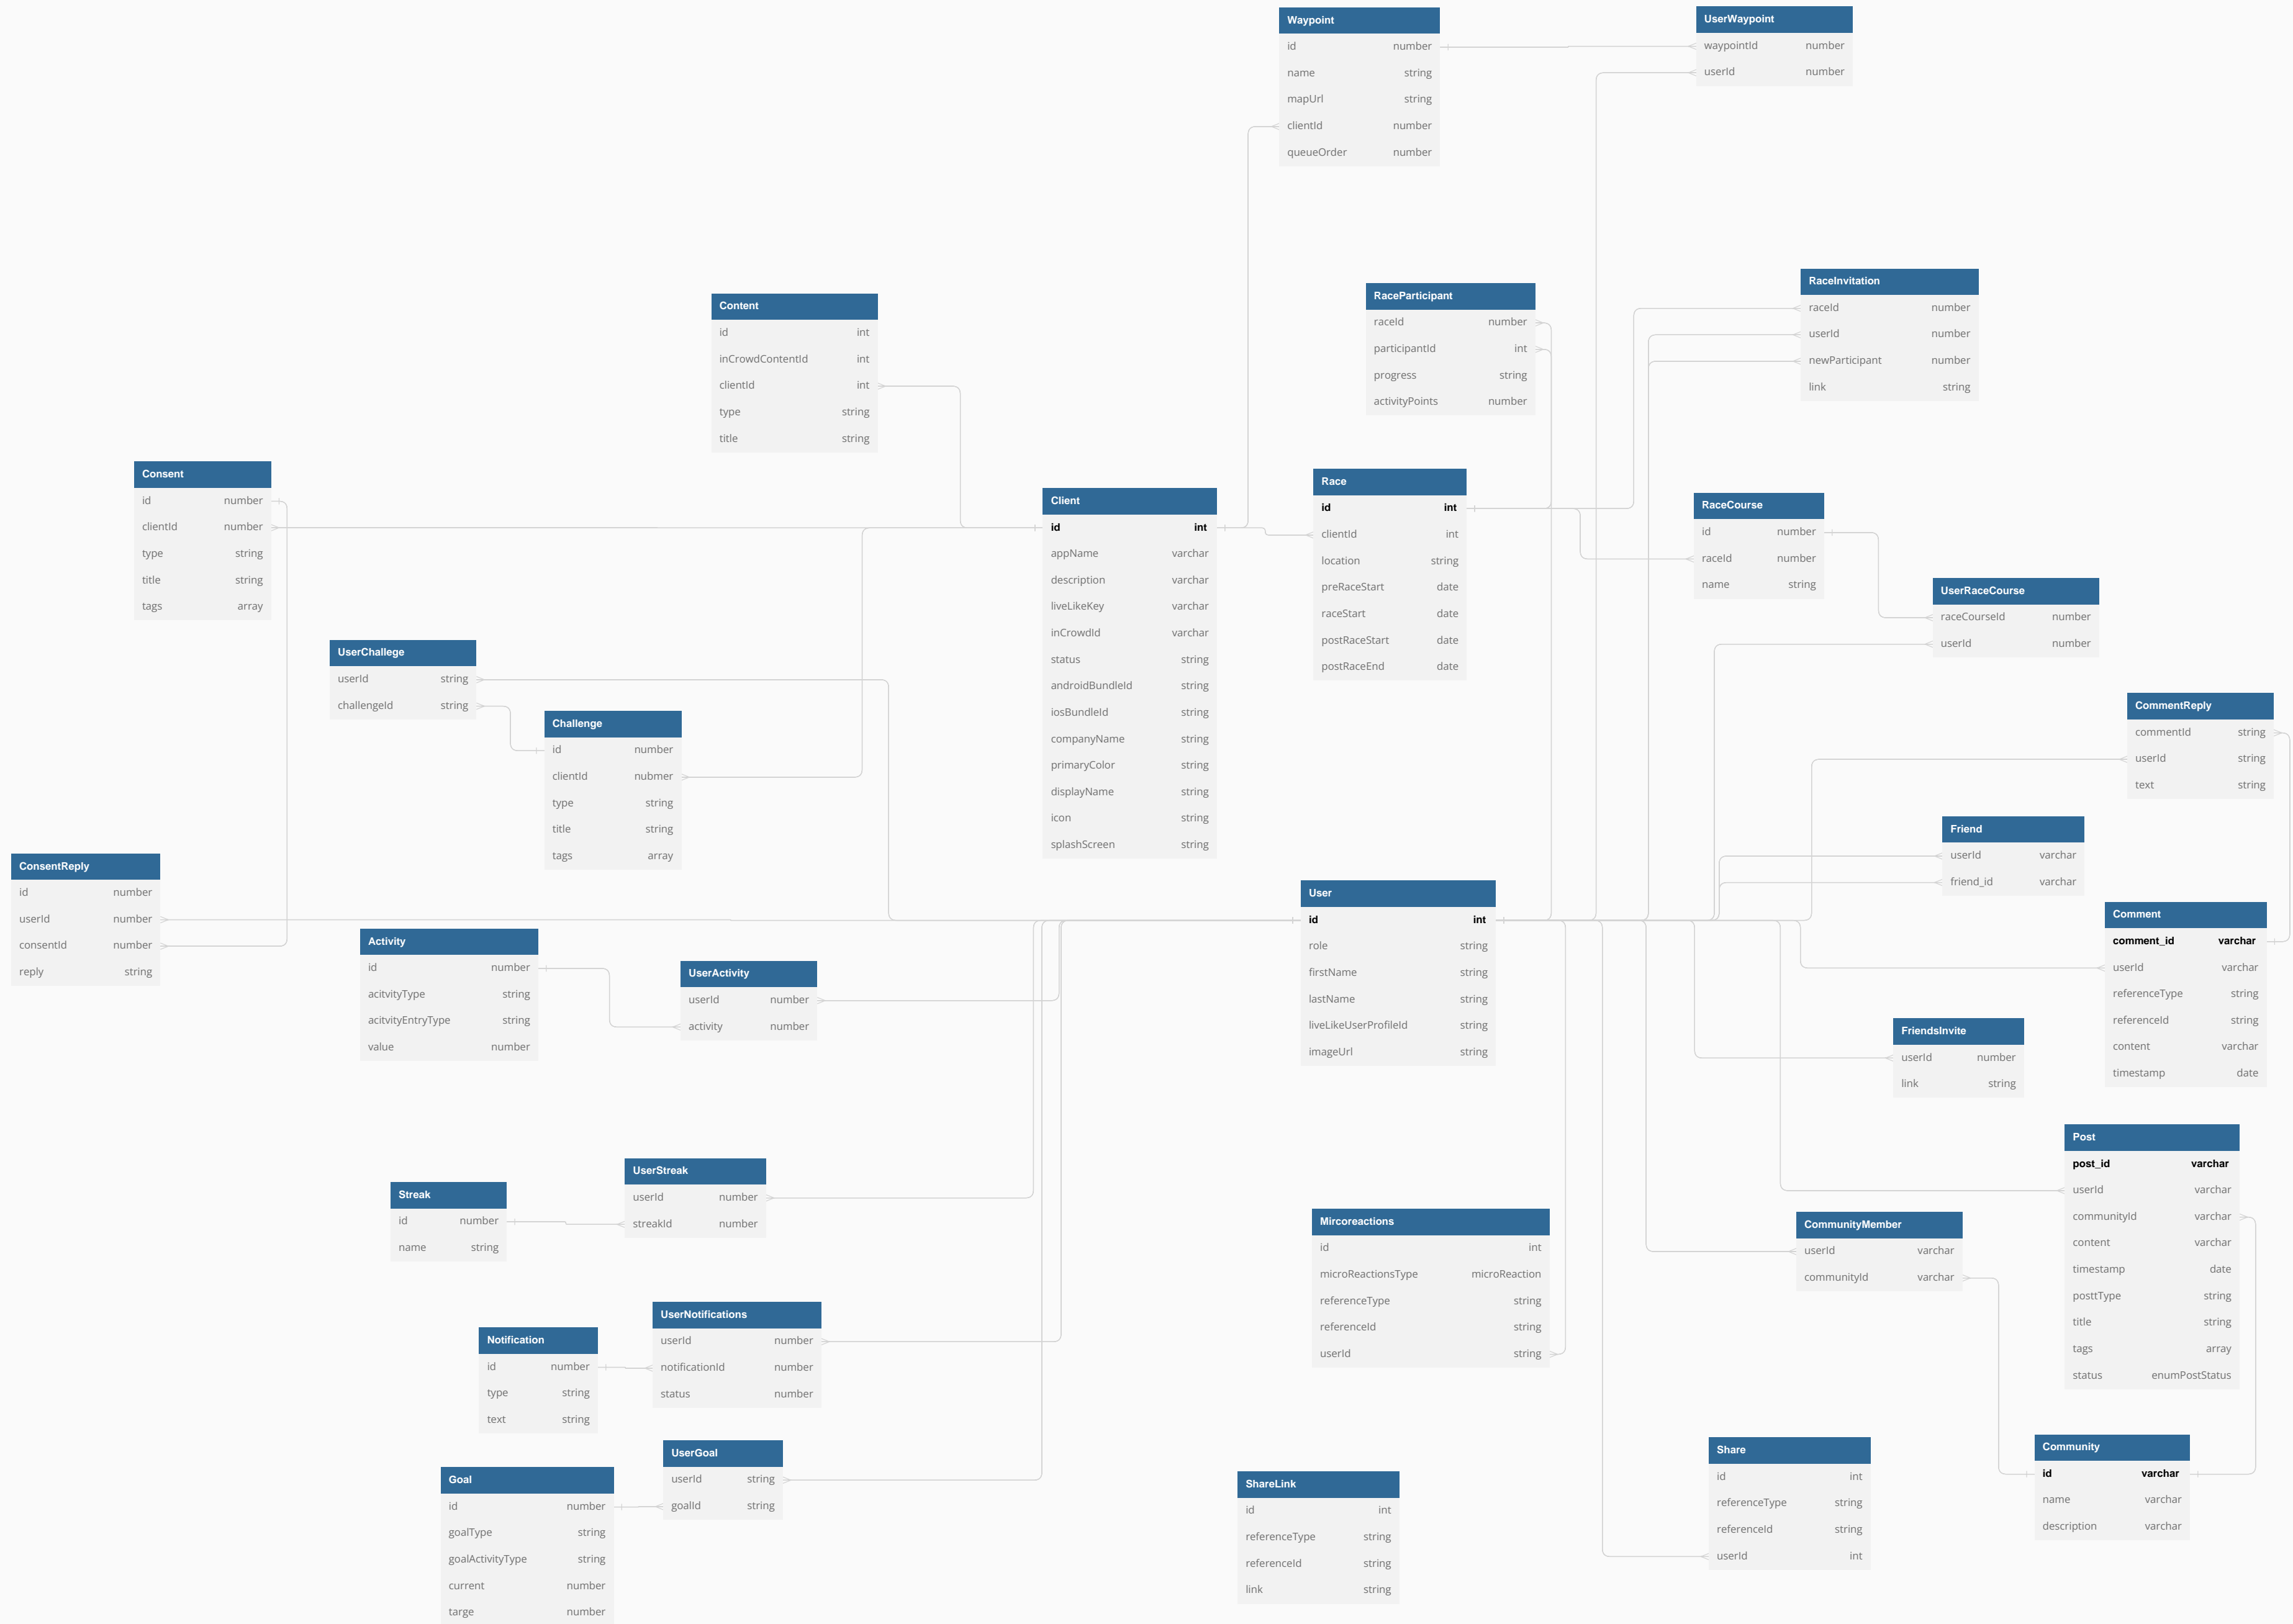 Waypoint
id number
name string
mapUrl string
clientId number
queueOrder number
UserWaypoint
waypointId number
userId number
RaceInvitation
raceId number
userId number
newParticipant number
link string
RaceParticipant
raceId number
participantId int
progress string
activityPoints number
Content
id int
inCrowdContentId int
clientId int
type string
title string
Consent
id number
clientId number
type string
title string
tags array
Client
id int
appName varchar
description varchar
liveLikeKey varchar
inCrowdId varchar
status string
androidBundleId string
iosBundleId string
companyName string
primaryColor string
displayName string
icon string
splashScreen string
Race
id int
clientId int
location string
preRaceStart date
raceStart date
postRaceStart date
postRaceEnd date
RaceCourse
id number
raceId number
name string
UserRaceCourse
raceCourseId number
userId number
UserChallege
userId string
challengeId string
Challenge
id number
clientId nubmer
type string
title string
tags array
CommentReply
commentId string
userId string
text string
Friend
userId varchar
friend_id varchar
ConsentReply
id number
userId number
consentId number
reply string
User
id int
role string
firstName string
lastName string
liveLikeUserProfileId string
imageUrl string
Comment
comment_id varchar
userId varchar
referenceType string
referenceId string
content varchar
timestamp date
Activity
id number
acitvityType string
acitvityEntryType string
value number
UserActivity
userId number
activity number
FriendsInvite
userId number
link string
Post
post_id varchar
userId varchar
communityId varchar
content varchar
timestamp date
posttType string
title string
tags array
status enumPostStatus
UserStreak
userId number
streakId number
Streak
id number
name string
Mircoreactions
id int
microReactionsType microReaction
referenceType string
referenceId string
userId string
CommunityMember
userId varchar
communityId varchar
UserNotifications
userId number
notificationId number
status number
Notification
id number
type string
text string
UserGoal
userId string
goalId string
Goal
id number
goalType string
goalActivityType string
current number
targe number
ShareLink
id int
referenceType string
referenceId string
link string
Share
id int
referenceType string
referenceId string
userId int
Community
id varchar
name varchar
description varchar